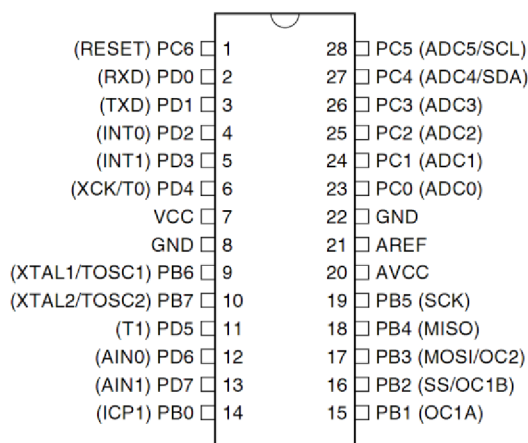 (RESET) PC6 1 28 PC5 (ADC5/SCL)
(RXD) PD0 2 27 PC4 (ADC4/SDA)
(TXD) PD1 3 26 PC3 (ADC3)
(INT0) PD2 4 25 PC2 (ADC2)
(INT1) PD3 5 24 PC1 (ADC1)
(XCK/T0) PD4 6 23 PC0 (ADC0)
VCC 7 22 GND
GND 8 21 AREF
(XTAL1/TOSC1) PB6 9 20 AVCC
(XTAL2/TOSC2) PB7 10 19 PB5 (SCK)
(T1) PD5 11 18 PB4 (MISO)
(AIN0) PD6 12 17 PB3 (MOSI/OC2)
(AIN1) PD7 13 16 PB2 (SS/OC1B)
(ICP1) PB0 14 15 PB1 (OC1A)